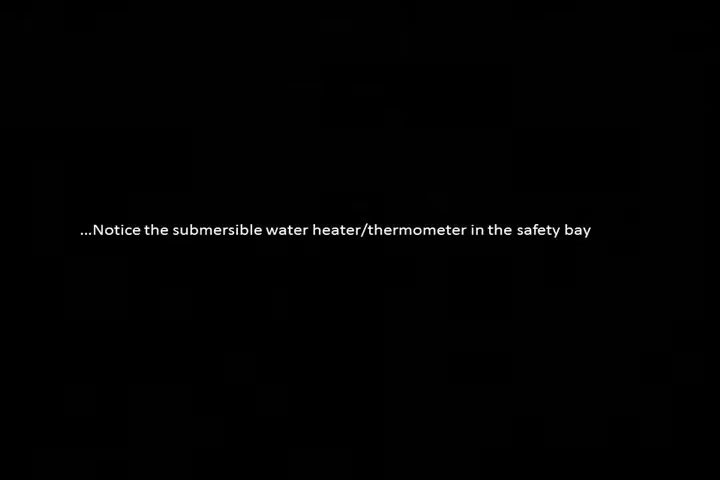 ...Notice the submersible water heater/thermometer in the safety bay